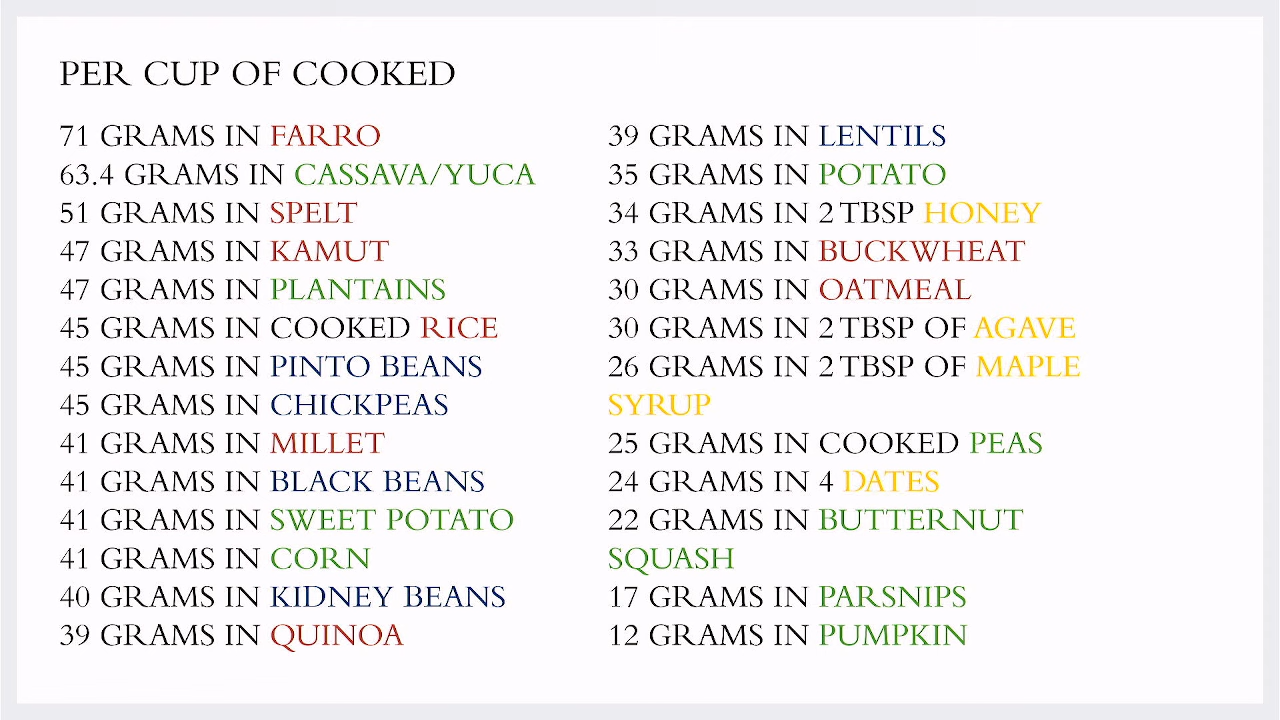 PER CUP OF COOKED
71 GRAMS IN FARRO
63.4 GRAMS IN CASSAVA/YUCA
51 GRAMS IN SPELT
47 GRAMS IN KAMUT
47 GRAMS IN PLANTAINS
45 GRAMS IN COOKED RICE
45 GRAMS IN PINTO BEANS
45 GRAMS IN CHICKPEAS
41 GRAMS IN MILLET
41 GRAMS IN BLACK BEANS
41 GRAMS IN SWEET POTATO
41 GRAMS IN CORN
40 GRAMS IN KIDNEY BEANS
39 GRAMS IN QUINOA
39 GRAMS IN LENTILS
35 GRAMS IN POTATO
34 GRAMS IN 2 TBSP HONEY
33 GRAMS IN BUCKWHEAT
30 GRAMS IN OATMEAL
30 GRAMS IN 2 TBSP OF AGAVE
26 GRAMS IN 2 TBSP OF MAPLE
SYRUP
25 GRAMS IN COOKED PEAS
24 GRAMS IN 4 DATES
22 GRAMS IN BUTTERNUT
SQUASH
17 GRAMS IN PARSNIPS
12 GRAMS IN PUMPKIN